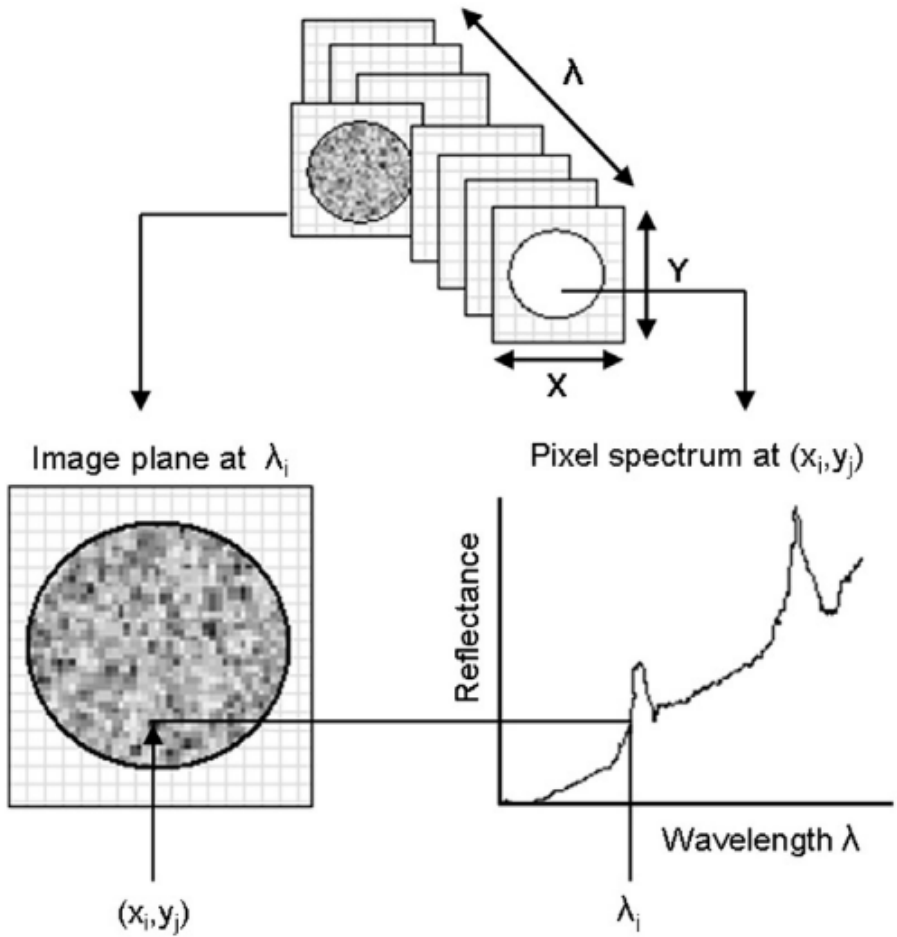 λ
Y
X
Image plane at λᵢ
Pixel spectrum at (xᵢ,yⱼ)
Reflectance
Wavelength λ
(xᵢ,yⱼ)
λᵢ